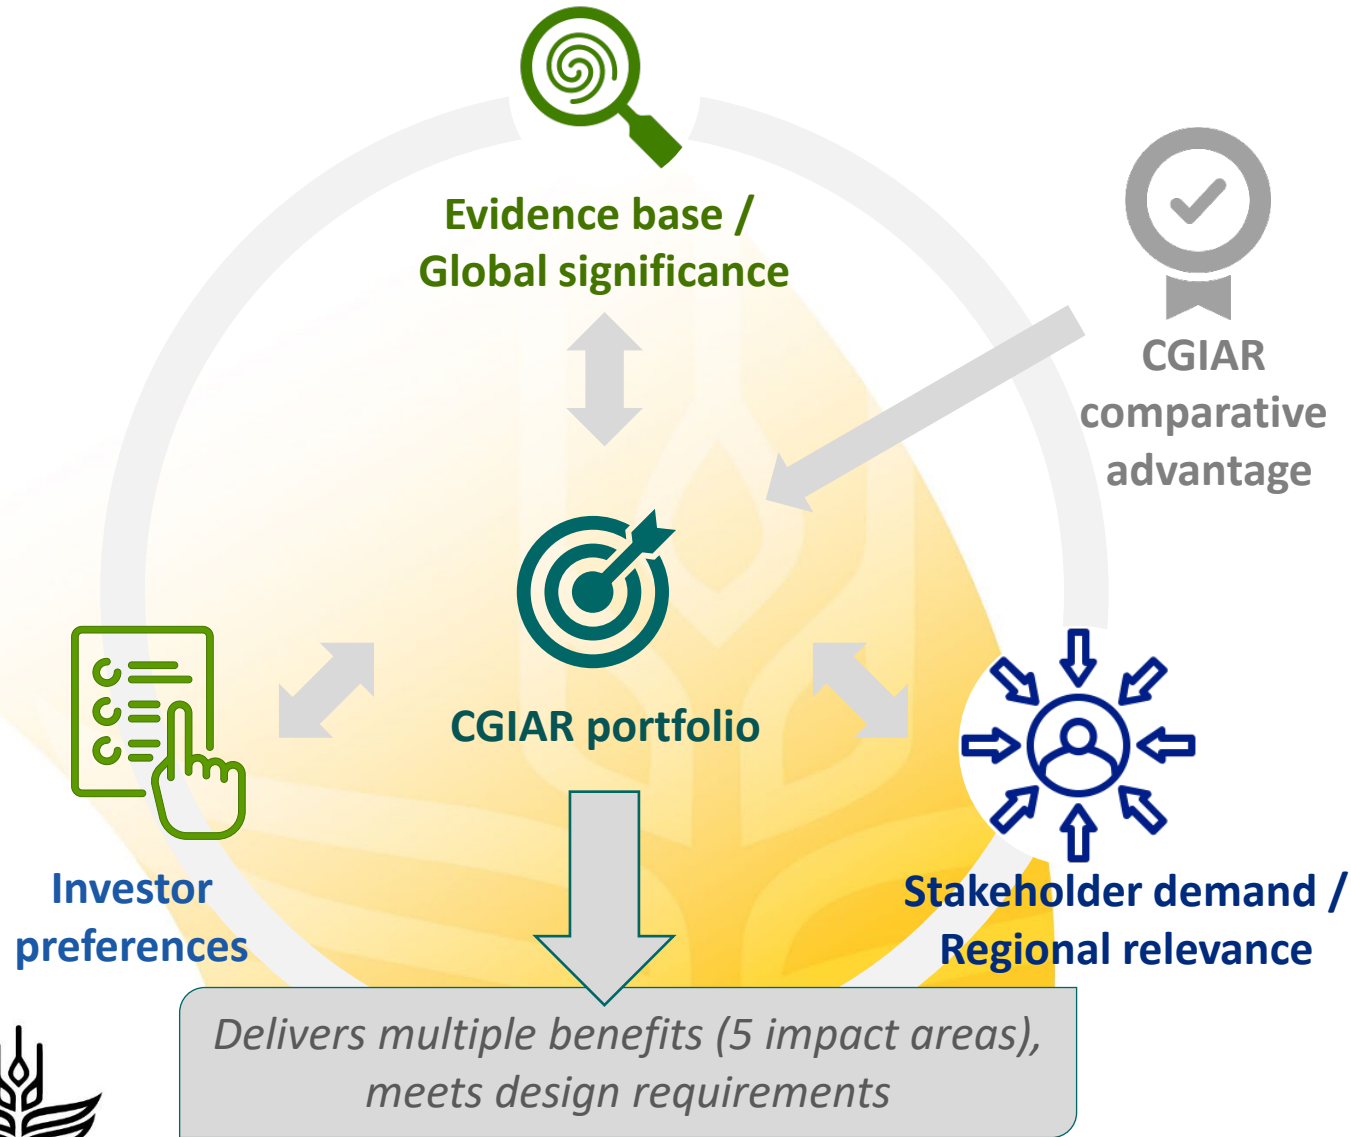 Evidence base /
Global significance
CGIAR
comparative
advantage
CGIAR portfolio
Investor
preferences
Stakeholder demand /
Regional relevance
Delivers multiple benefits (5 impact areas),
meets design requirements